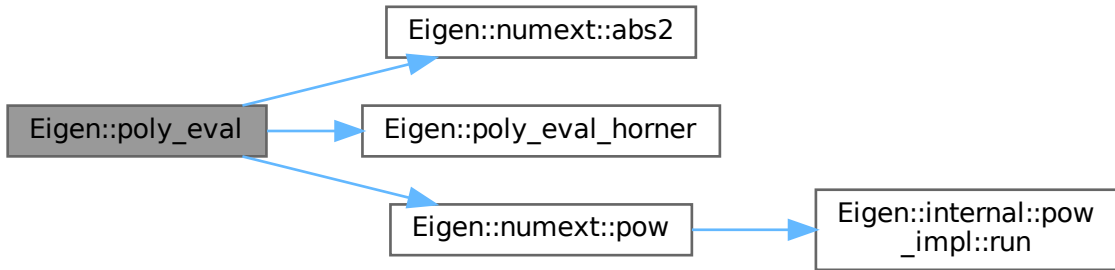 Eigen::numext::abs2
Eigen::poly_eval
Eigen::poly_eval_horner
Eigen::numext::pow
Eigen::internal::pow
_impl::run